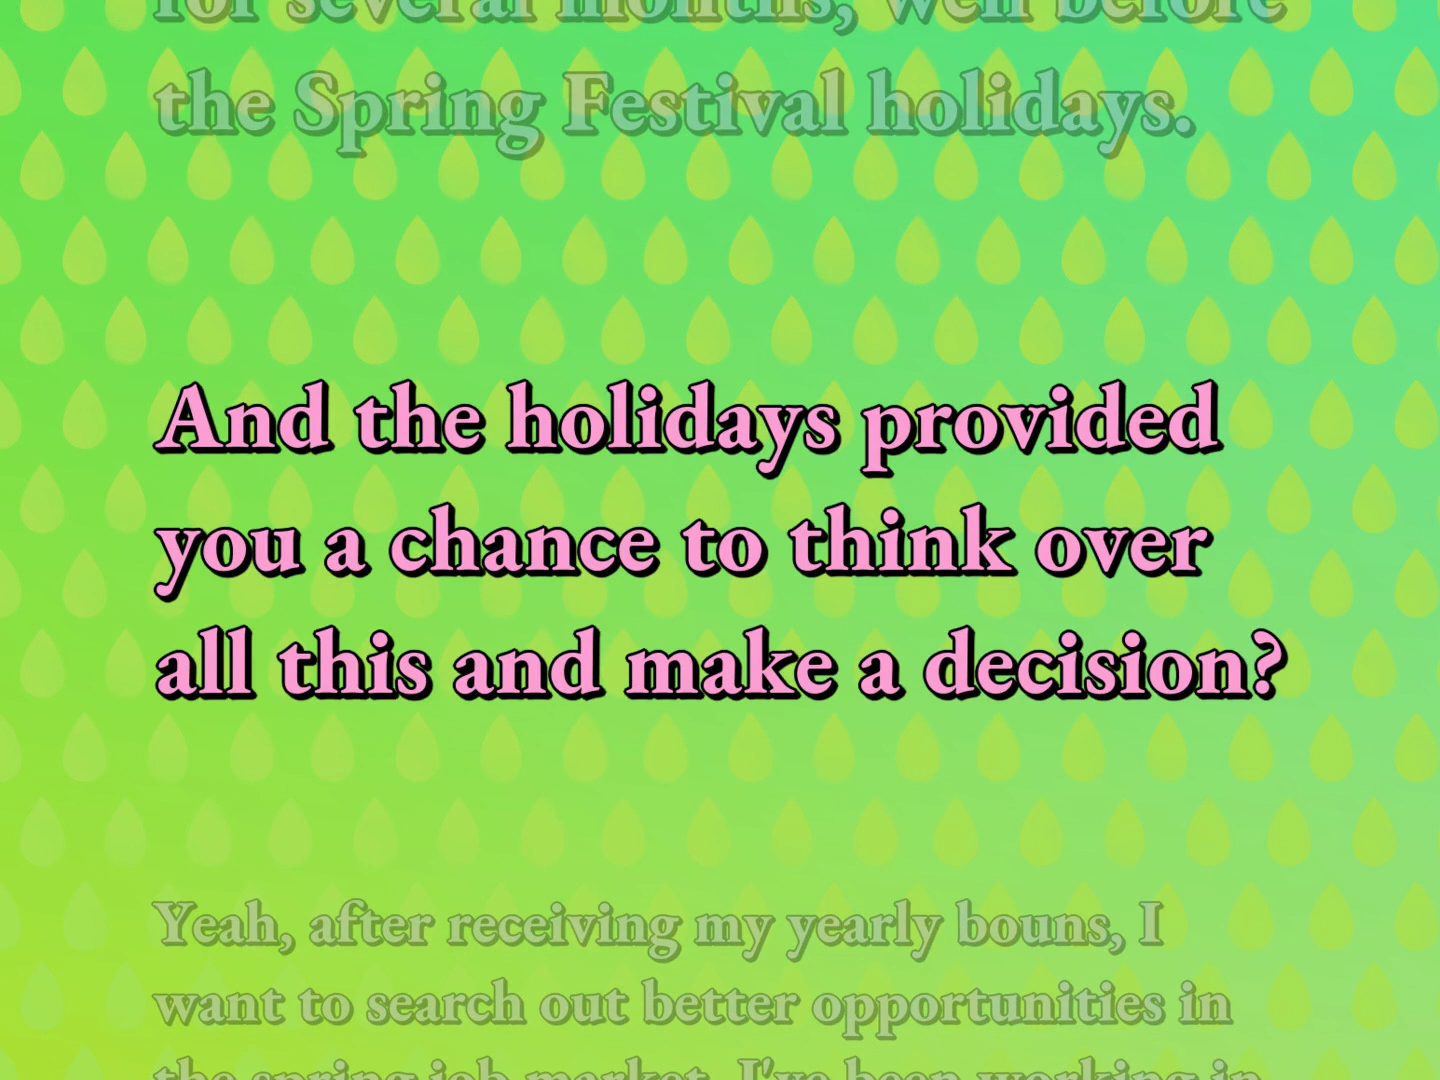 for several months, well before
the Spring Festival holidays.
And the holidays provided
you a chance to think over
all this and make a decision?
Yeah, after receiving my yearly bouns, I
want to search out better opportunities in
the spring job market. I've been working in